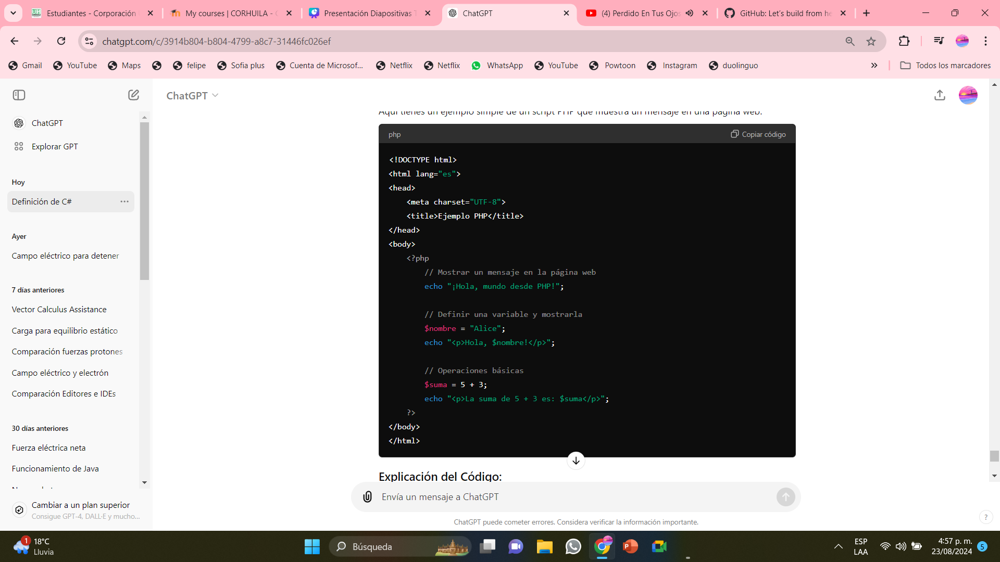 Estudiantes - Corporación
My courses | CORHUILA -
Presentación Diapositivas
ChatGPT
(4) Perdido En Tus Ojos
GitHub: Let's build from he
chatgpt.com/c/3914b804-b804-4799-a8c7-31446fc026ef
Gmail
YouTube
Maps
felipe
Sofia plus
Cuenta de Microsof...
Netflix
Netflix
WhatsApp
YouTube
Powtoon
Instagram
duolinguo
Todos los marcadores
ChatGPT
ChatGPT
Explorar GPT
Hoy
Definición de C#
Ayer
Campo eléctrico para detener
7 días anteriores
Vector Calculus Assistance
Carga para equilibrio estático
Comparación fuerzas protones
Campo eléctrico y electrón
Comparación Editores e IDEs
30 días anteriores
Fuerza eléctrica neta
Funcionamiento de Java
Cambiar a un plan superior
Consigue GPT-4, DALL·E y mucho...
Aquí tienes un ejemplo simple de un script PHP que muestra un mensaje en una página web:
php
Copiar código
<!DOCTYPE html>
<html lang="es">
<head>
    <meta charset="UTF-8">
    <title>Ejemplo PHP</title>
</head>
<body>
    <?php
        // Mostrar un mensaje en la página web
        echo "¡Hola, mundo desde PHP!";
        // Definir una variable y mostrarla
        $nombre = "Alice";
        echo "<p>Hola, $nombre!</p>";
        // Operaciones básicas
        $suma = 5 + 3;
        echo "<p>La suma de 5 + 3 es: $suma</p>";
    ?>
</body>
</html>
Explicación del Código:
Envía un mensaje a ChatGPT
ChatGPT puede cometer errores. Considera verificar la información importante.
?
1
18°C
Lluvia
Búsqueda
ESP
LAA
4:57 p. m.
23/08/2024
5